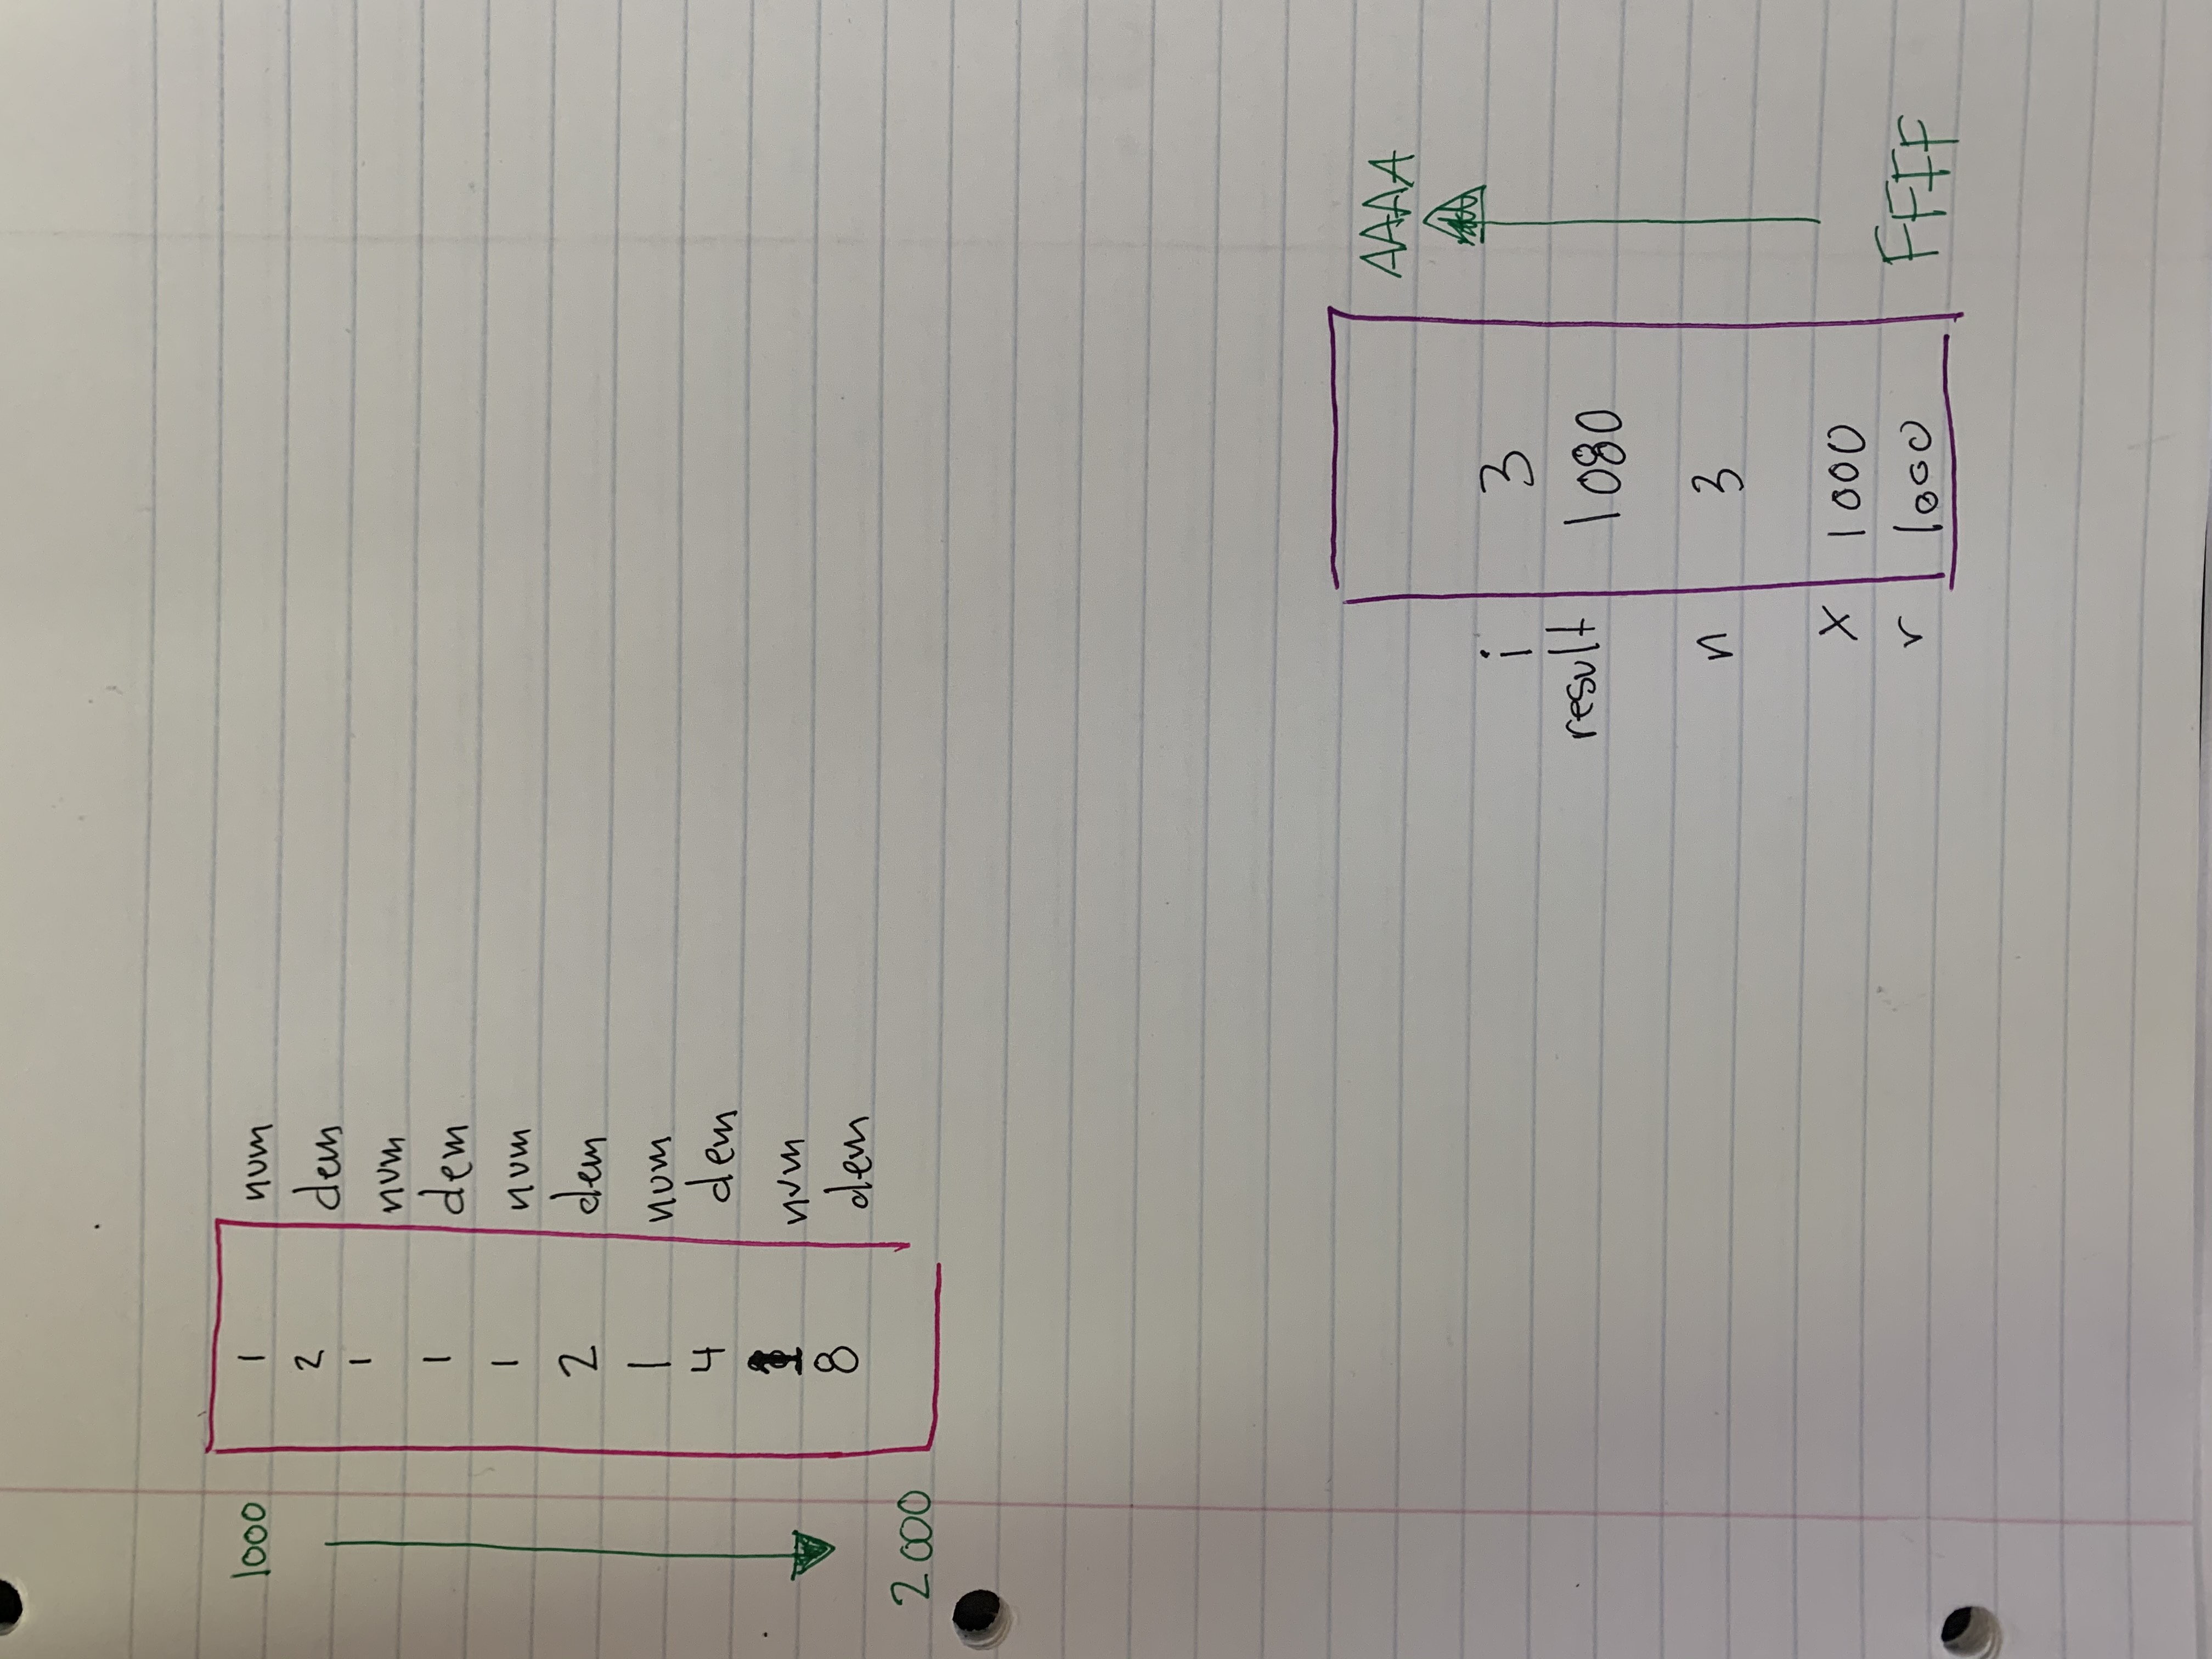 1000 1 num
2 dem
1 num
1 dem
1 num
2 dem
1 num
4 dem
1 num
8 dem
2000
AAAA
i 3
result 1080
n 3
x 1000
r 1000 FFFF